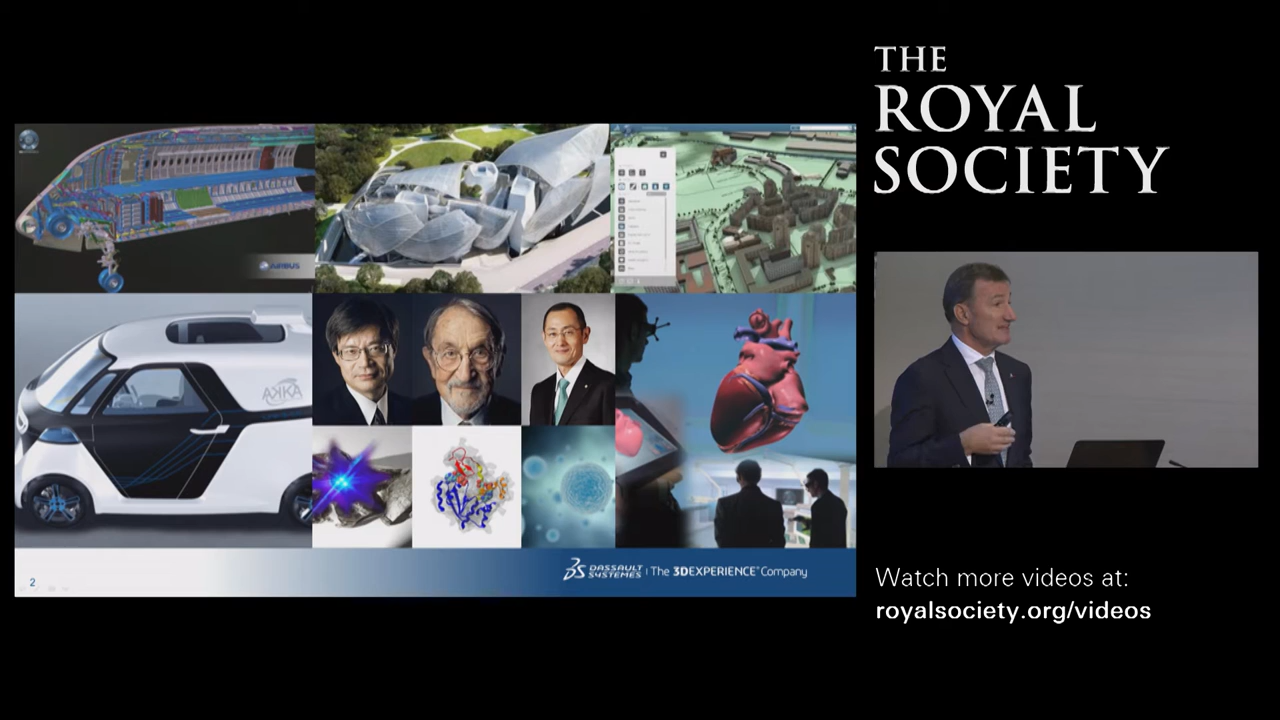 THE
ROYAL
SOCIETY
AIRBUS
AKKA
2
DASSAULT
SYSTEMES
The 3DEXPERIENCE Company
Watch more videos at:
royalsociety.org/videos